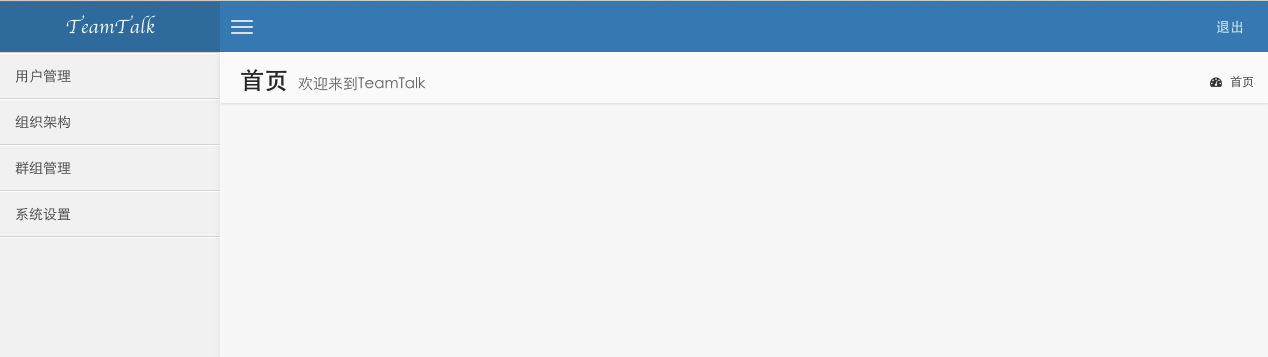 TeamTalk
退出
用户管理
组织架构
群组管理
系统设置
首页 欢迎来到TeamTalk
首页